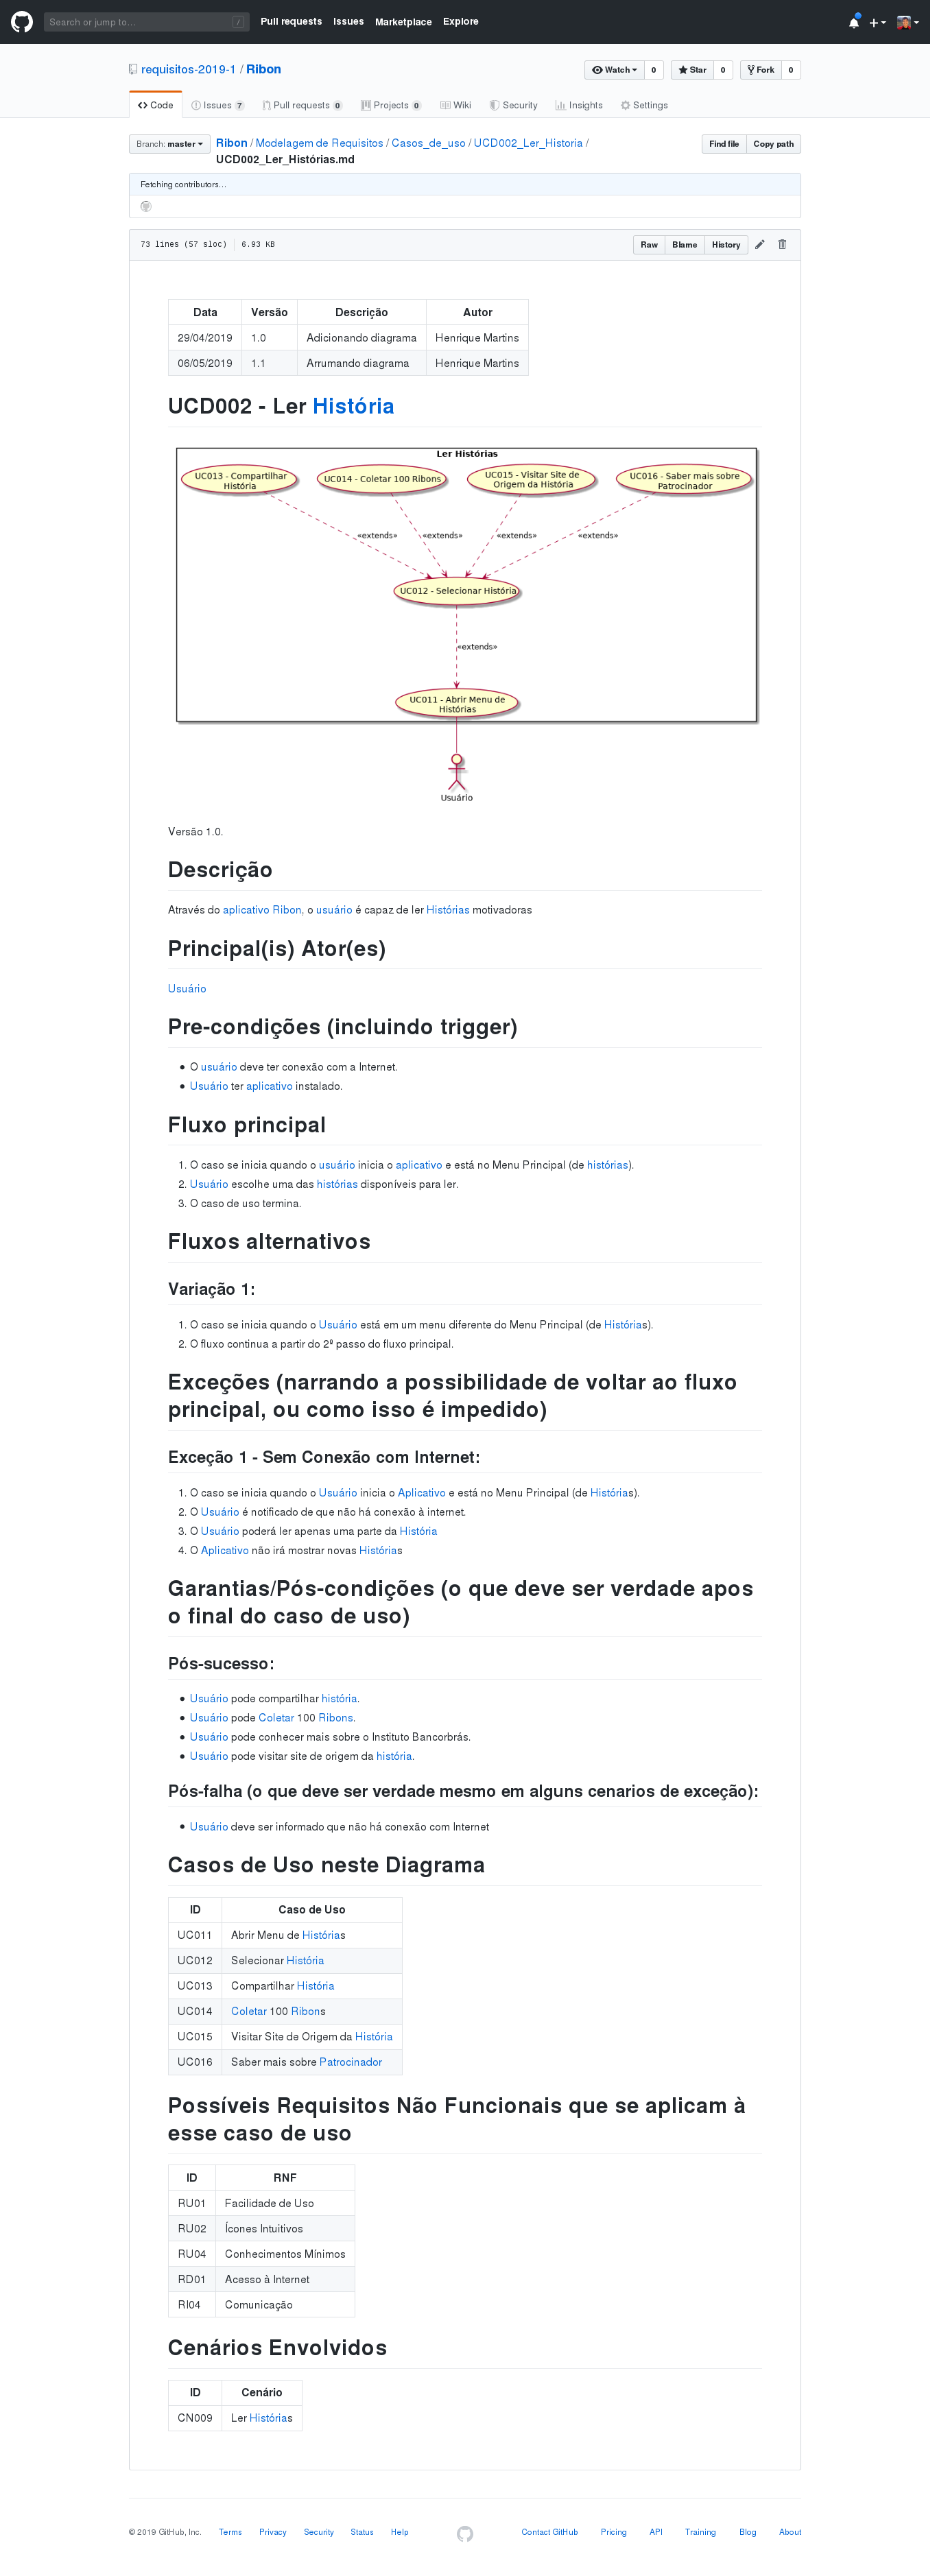 Search or jump to… /
Pull requests Issues Marketplace Explore
requisitos-2019-1 / Ribon
Watch 0 Star 0 Fork 0
Code Issues 7 Pull requests 0 Projects 0 Wiki Security Insights Settings
Branch: master Ribon / Modelagem de Requisitos / Casos_de_uso / UCD002_Ler_Historia / Find file Copy path
UCD002_Ler_Histórias.md
Fetching contributors…
73 lines (57 sloc) 6.93 KB Raw Blame History
Data Versão Descrição Autor
29/04/2019 1.0 Adicionando diagrama Henrique Martins
06/05/2019 1.1 Arrumando diagrama Henrique Martins
UCD002 - Ler História
Ler Histórias
UC013 - Compartilhar
História
UC014 - Coletar 100 Ribons
UC015 - Visitar Site de
Origem da História
UC016 - Saber mais sobre
Patrocinador
«extends» «extends» «extends» «extends»
UC012 - Selecionar História
«extends»
UC011 - Abrir Menu de
Histórias
Usuário
Versão 1.0.
Descrição
Através do aplicativo Ribon, o usuário é capaz de ler Histórias motivadoras
Principal(is) Ator(es)
Usuário
Pre-condições (incluindo trigger)
• O usuário deve ter conexão com a Internet.
• Usuário ter aplicativo instalado.
Fluxo principal
1. O caso se inicia quando o usuário inicia o aplicativo e está no Menu Principal (de histórias).
2. Usuário escolhe uma das histórias disponíveis para ler.
3. O caso de uso termina.
Fluxos alternativos
Variação 1:
1. O caso se inicia quando o Usuário está em um menu diferente do Menu Principal (de Histórias).
2. O fluxo continua a partir do 2º passo do fluxo principal.
Exceções (narrando a possibilidade de voltar ao fluxo
principal, ou como isso é impedido)
Exceção 1 - Sem Conexão com Internet:
1. O caso se inicia quando o Usuário inicia o Aplicativo e está no Menu Principal (de Histórias).
2. O Usuário é notificado de que não há conexão à internet.
3. O Usuário poderá ler apenas uma parte da História
4. O Aplicativo não irá mostrar novas Histórias
Garantias/Pós-condições (o que deve ser verdade apos
o final do caso de uso)
Pós-sucesso:
• Usuário pode compartilhar história.
• Usuário pode Coletar 100 Ribons.
• Usuário pode conhecer mais sobre o Instituto Bancorbrás.
• Usuário pode visitar site de origem da história.
Pós-falha (o que deve ser verdade mesmo em alguns cenarios de exceção):
• Usuário deve ser informado que não há conexão com Internet
Casos de Uso neste Diagrama
ID Caso de Uso
UC011 Abrir Menu de Histórias
UC012 Selecionar História
UC013 Compartilhar História
UC014 Coletar 100 Ribons
UC015 Visitar Site de Origem da História
UC016 Saber mais sobre Patrocinador
Possíveis Requisitos Não Funcionais que se aplicam à
esse caso de uso
ID RNF
RU01 Facilidade de Uso
RU02 Ícones Intuitivos
RU04 Conhecimentos Mínimos
RD01 Acesso à Internet
RI04 Comunicação
Cenários Envolvidos
ID Cenário
CN009 Ler Histórias
© 2019 GitHub, Inc. Terms Privacy Security Status Help Contact GitHub Pricing API Training Blog About